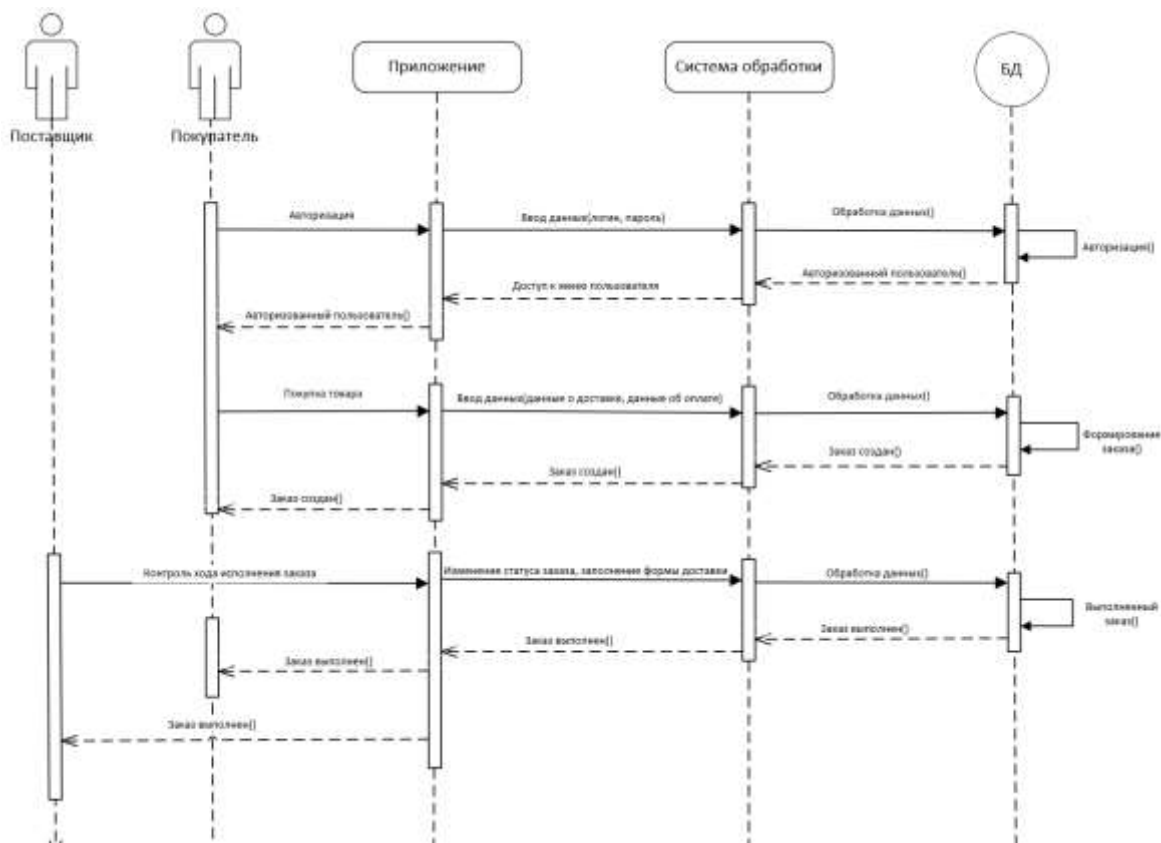 Поставщик
Покупатель
Приложение
Система обработки
БД
Авторизация
Ввод данных(логин, пароль)
Обработка данных()
Авторизация()
Авторизованный пользователь()
Доступ к меню пользователя
Авторизованный пользователь()
Покупка товара
Ввод данных(данные о доставке, данные об оплате)
Обработка данных()
Формирование
заказа()
Заказ создан()
Заказ создан()
Заказ создан()
Контроль хода исполнения заказа
Изменение статуса заказа, заполнение формы доставки
Обработка данных()
Выполненный
заказ()
Заказ выполнен()
Заказ выполнен()
Заказ выполнен()
Заказ выполнен()